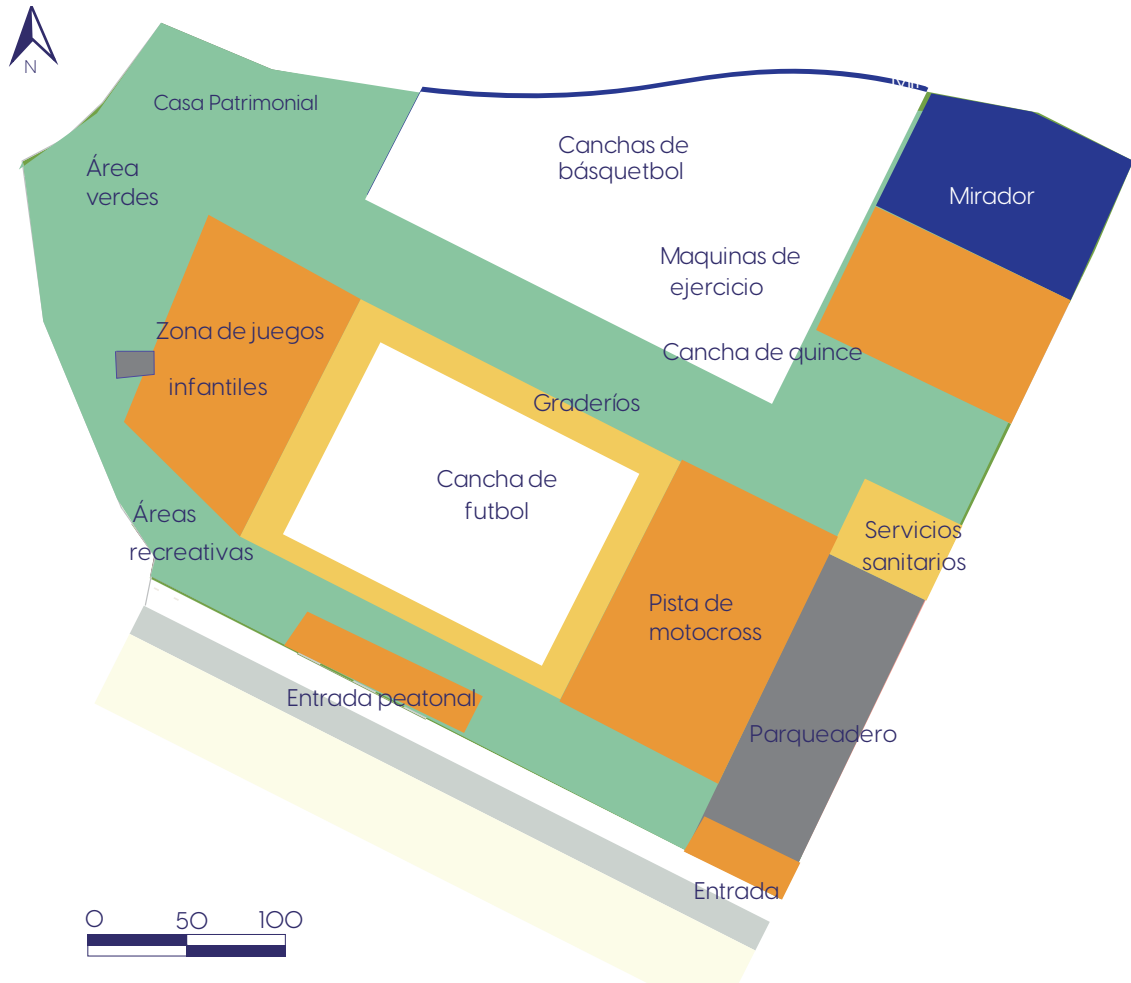 N
Casa Patrimonial
Área
verdes
Canchas de
básquetbol
Mirador
Maquinas de
ejercicio
Zona de juegos
infantiles
Cancha de quince
Graderíos
Cancha de
futbol
Áreas
recreativas
Servicios
sanitarios
Pista de
motocross
Entrada peatonal
Parqueadero
Entrada
0 50 100